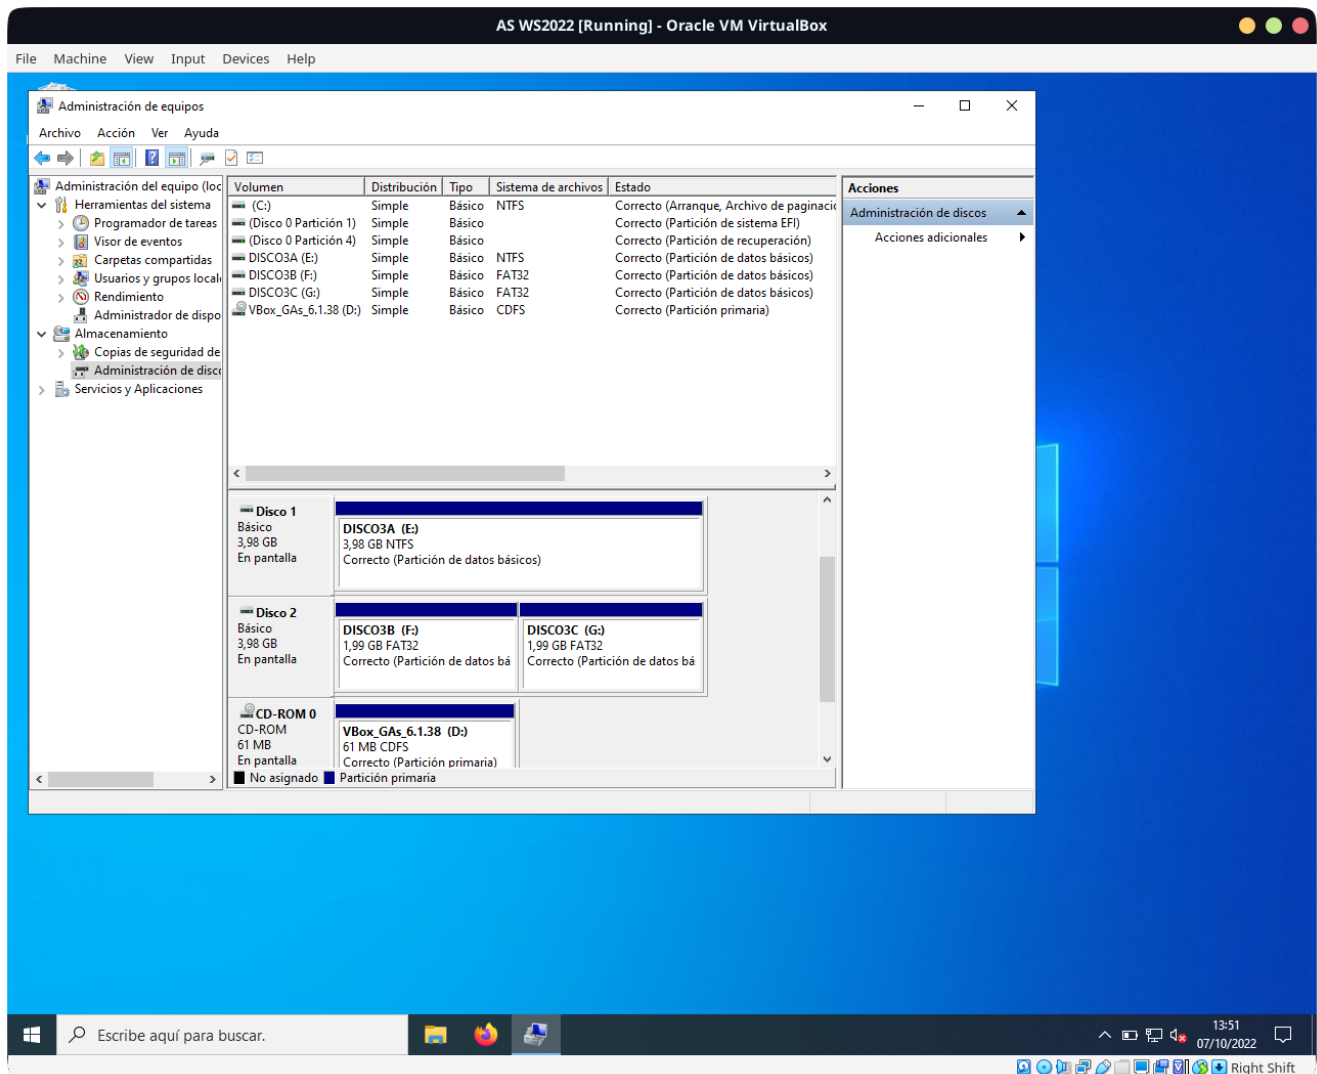 AS WS2022 [Running] - Oracle VM VirtualBox
File Machine View Input Devices Help
Administración de equipos
Archivo Acción Ver Ayuda
Administración del equipo (loc
Herramientas del sistema
Programador de tareas
Visor de eventos
Carpetas compartidas
Usuarios y grupos local
Rendimiento
Administrador de dispo
Almacenamiento
Copias de seguridad de
Administración de disco
Servicios y Aplicaciones
Volumen Distribución Tipo Sistema de archivos Estado
(C:) Simple Básico NTFS Correcto (Arranque, Archivo de paginació
(Disco 0 Partición 1) Simple Básico Correcto (Partición de sistema EFI)
(Disco 0 Partición 4) Simple Básico Correcto (Partición de recuperación)
DISCO3A (E:) Simple Básico NTFS Correcto (Partición de datos básicos)
DISCO3B (F:) Simple Básico FAT32 Correcto (Partición de datos básicos)
DISCO3C (G:) Simple Básico FAT32 Correcto (Partición de datos básicos)
VBox_GAs_6.1.38 (D:) Simple Básico CDFS Correcto (Partición primaria)
Disco 1
Básico
3,98 GB
En pantalla
DISCO3A (E:)
3,98 GB NTFS
Correcto (Partición de datos básicos)
Disco 2
Básico
3,98 GB
En pantalla
DISCO3B (F:)
1,99 GB FAT32
Correcto (Partición de datos bá
DISCO3C (G:)
1,99 GB FAT32
Correcto (Partición de datos bá
CD-ROM 0
CD-ROM
61 MB
En pantalla
VBox_GAs_6.1.38 (D:)
61 MB CDFS
Correcto (Partición primaria)
No asignado Partición primaria
Acciones
Administración de discos
Acciones adicionales
Escribe aquí para buscar.
13:51
07/10/2022
Right Shift